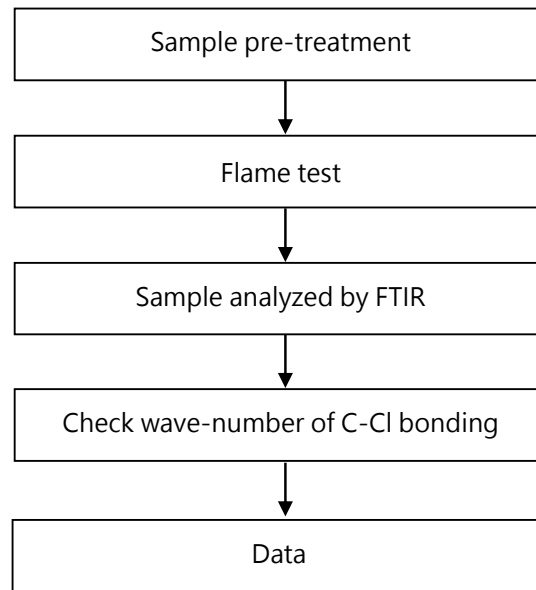 Sample pre-treatment
Flame test
Sample analyzed by FTIR
Check wave-number of C-Cl bonding
Data